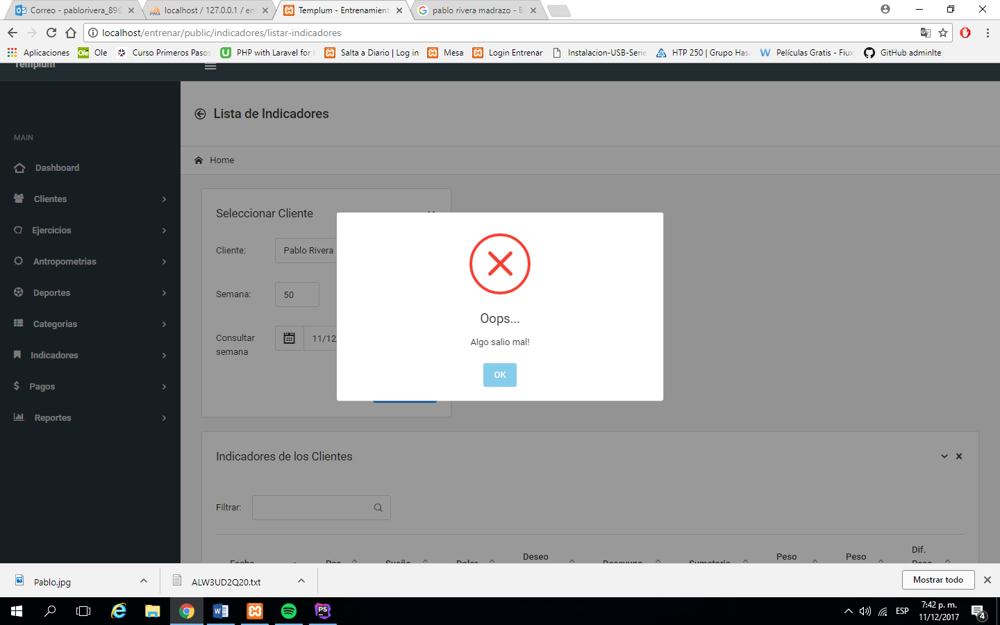 Correo - pablorivera_89@
localhost / 127.0.0.1 / en
Templum - Entrenamient
pablo rivera madrazo - B
localhost/entrenar/public/indicadores/listar-indicadores
Aplicaciones
Ole
Curso Primeros Pasos
PHP with Laravel for b
Salta a Diario | Log in
Mesa
Login Entrenar
Instalacion-USB-Serie
HTP 250 | Grupo Hasa
Películas Gratis - Fiux
GitHub adminlte
Templum
Lista de Indicadores
Home
MAIN
Dashboard
Clientes
Ejercicios
Antropometrias
Deportes
Categorias
Indicadores
Pagos
Reportes
Seleccionar Cliente
Cliente:
Pablo Rivera
Semana:
50
Consultar
semana
11/12/
Oops...
Algo salio mal!
OK
Indicadores de los Clientes
Filtrar:
Fecha
Rpe
Sueño
Dolor
Deseo
Descanso
Sumatoria
Peso
Peso
Dif.
Peso
Pablo.jpg
ALW3UD2Q20.txt
Mostrar todo
ESP
7:42 p. m.
11/12/2017
4